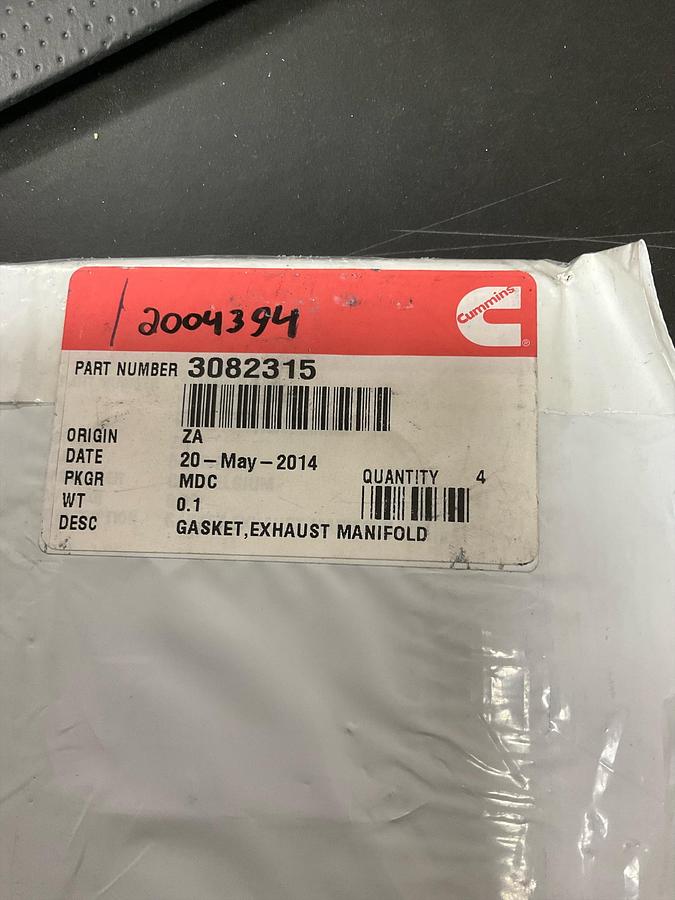 1 2004394
Cummins
®
PART NUMBER 3082315
ORIGIN ZA
DATE 20-May-2014
PKGR MDC QUANTITY 4
WT 0.1
DESC GASKET,EXHAUST MANIFOLD